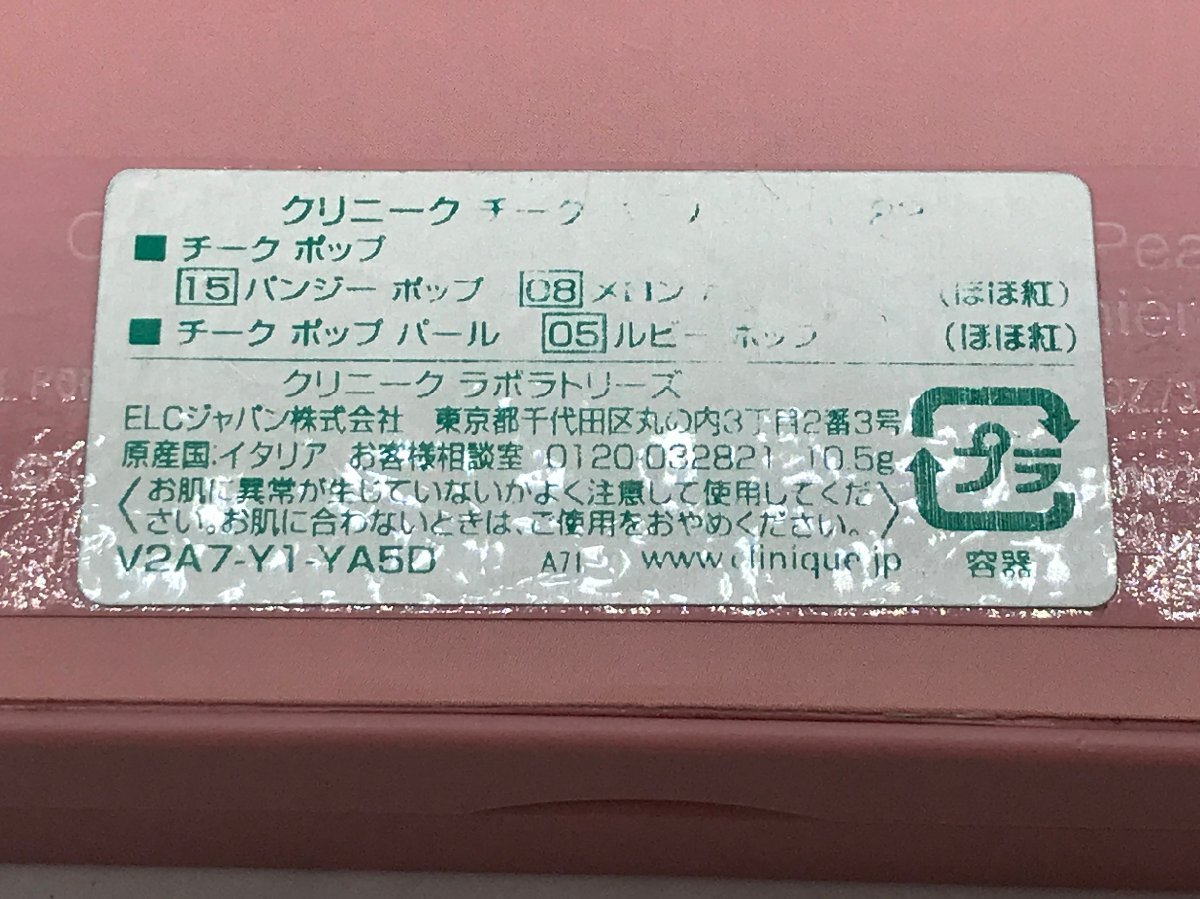 クリニーク チーク
■ チーク ポップ
15 パンジー ポップ 08 メロン (ほほ紅)
■ チーク ポップ パール 05 ルビー ポップ (ほほ紅)
クリニーク ラボラトリーズ
ELCジャパン株式会社 東京都千代田区丸の内3丁目2番3号
原産国:イタリア お客様相談室 0120-032821 10.5g
〈お肌に異常が生じていないかよく注意して使用してくだ
さい。お肌に合わないときは、ご使用をおやめください。〉
V2A7-Y1-YA5D A71 www.clinique.jp
プラ
容器